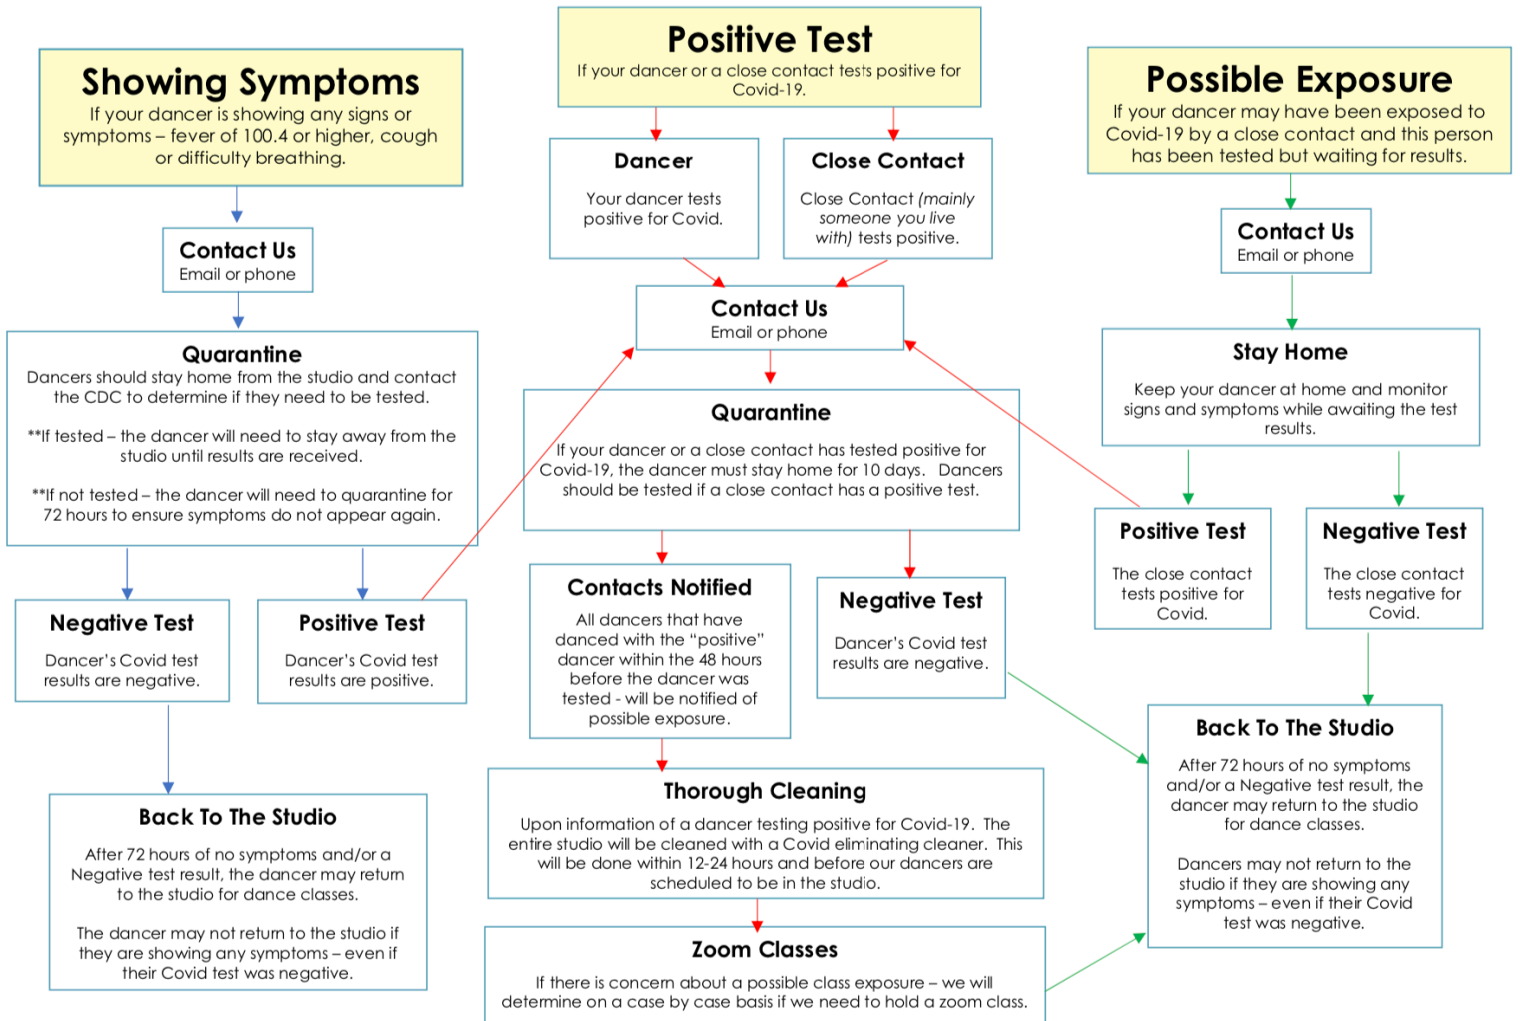 Showing Symptoms
If your dancer is showing any signs or
symptoms – fever of 100.4 or higher, cough
or difficulty breathing.
Contact Us
Email or phone
Quarantine
Dancers should stay home from the studio and contact
the CDC to determine if they need to be tested.
**If tested – the dancer will need to stay away from the
studio until results are received.
**If not tested – the dancer will need to quarantine for
72 hours to ensure symptoms do not appear again.
Negative Test
Dancer's Covid test
results are negative.
Positive Test
Dancer's Covid test
results are positive.
Back To The Studio
After 72 hours of no symptoms and/or a
Negative test result, the dancer may return
to the studio for dance classes.
The dancer may not return to the studio if
they are showing any symptoms – even if
their Covid test was negative.
Positive Test
If your dancer or a close contact tests positive for
Covid-19.
Dancer
Your dancer tests
positive for Covid.
Close Contact
Close Contact (mainly
someone you live
with) tests positive.
Contact Us
Email or phone
Quarantine
If your dancer or a close contact has tested positive for
Covid-19, the dancer must stay home for 10 days.   Dancers
should be tested if a close contact has a positive test.
Contacts Notified
All dancers that have
danced with the “positive”
dancer within the 48 hours
before the dancer was
tested - will be notified of
possible exposure.
Negative Test
Dancer's Covid test
results are negative.
Thorough Cleaning
Upon information of a dancer testing positive for Covid-19.  The
entire studio will be cleaned with a Covid eliminating cleaner.  This
will be done within 12-24 hours and before our dancers are
scheduled to be in the studio.
Zoom Classes
If there is concern about a possible class exposure – we will
determine on a case by case basis if we need to hold a zoom class.
Possible Exposure
If your dancer may have been exposed to
Covid-19 by a close contact and this person
has been tested but waiting for results.
Contact Us
Email or phone
Stay Home
Keep your dancer at home and monitor
signs and symptoms while awaiting the test
results.
Positive Test
The close contact
tests positive for
Covid.
Negative Test
The close contact
tests negative for
Covid.
Back To The Studio
After 72 hours of no symptoms
and/or a Negative test result, the
dancer may return to the studio
for dance classes.
Dancers may not return to the
studio if they are showing any
symptoms – even if their Covid
test was negative.